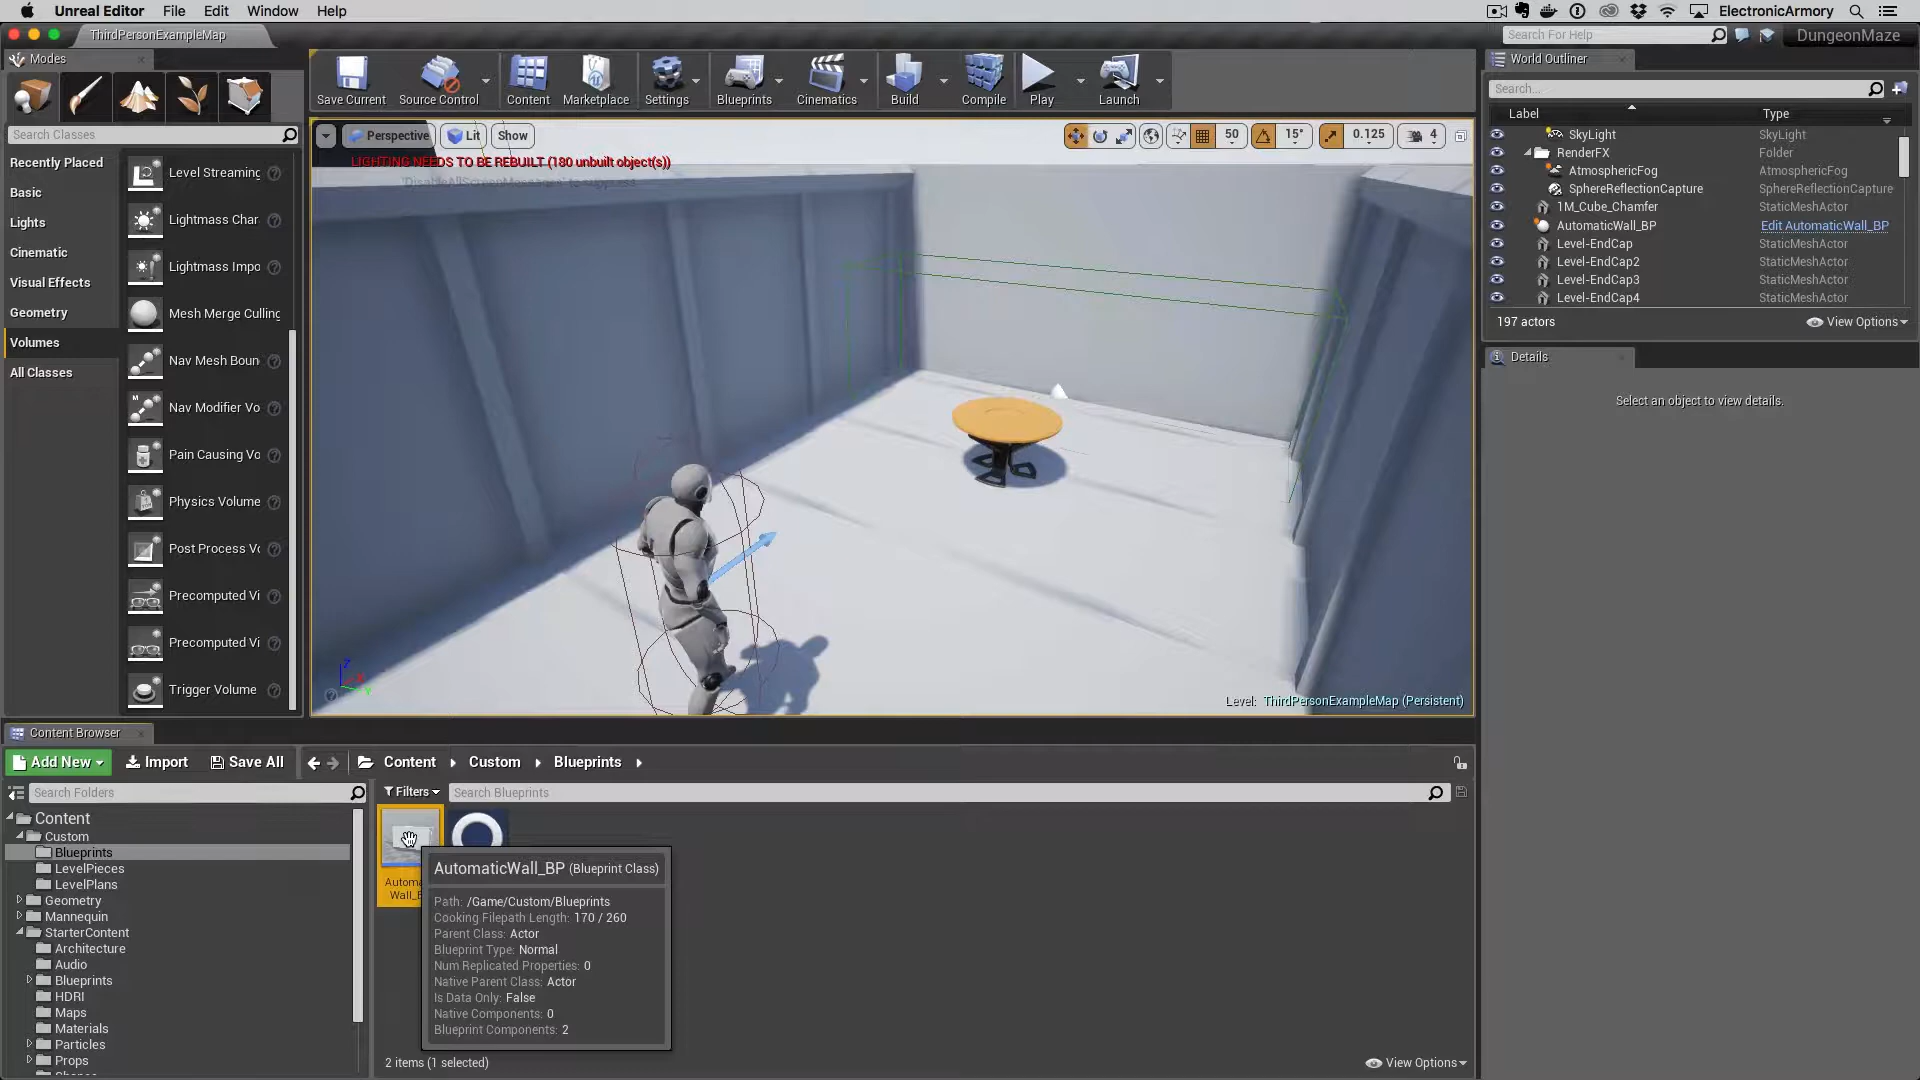 Unreal Editor File Edit Window Help ElectronicArmory
ThirdPersonExampleMap
Search For Help
DungeonMaze
Modes
Search Classes
Recently Placed
Basic
Lights
Cinematic
Visual Effects
Geometry
Volumes
All Classes
Level Streaming
Lightmass Char
Lightmass Impo
Mesh Merge Culling
Nav Mesh Boun
Nav Modifier Vo
Pain Causing Vo
Physics Volume
Post Process Vo
Precomputed Vi
Precomputed Vi
Trigger Volume
Save Current Source Control Content Marketplace Settings Blueprints Cinematics Build Compile Play Launch
Perspective Lit Show 50 15° 0.125 4
LIGHTING NEEDS TO BE REBUILT (180 unbuilt object(s))
'DisableAllScreenMessages' to suppress
Z
X
Y
Level: ThirdPersonExampleMap (Persistent)
World Outliner
Search...
Label Type
SkyLight SkyLight
RenderFX Folder
AtmosphericFog AtmosphericFog
SphereReflectionCapture SphereReflectionCapture
1M_Cube_Chamfer StaticMeshActor
AutomaticWall_BP Edit AutomaticWall_BP
Level-EndCap StaticMeshActor
Level-EndCap2 StaticMeshActor
Level-EndCap3 StaticMeshActor
Level-EndCap4 StaticMeshActor
197 actors View Options
Details
Select an object to view details.
Content Browser
Add New Import Save All Content Custom Blueprints
Search Folders
Filters Search Blueprints
Content
Custom
Blueprints
LevelPieces
LevelPlans
Geometry
Mannequin
StarterContent
Architecture
Audio
Blueprints
HDRI
Maps
Materials
Particles
Props
Automa
Wall_B
AutomaticWall_BP (Blueprint Class)
Path: /Game/Custom/Blueprints
Cooking Filepath Length: 170 / 260
Parent Class: Actor
Blueprint Type: Normal
Num Replicated Properties: 0
Native Parent Class: Actor
Is Data Only: False
Native Components: 0
Blueprint Components: 2
2 items (1 selected) View Options